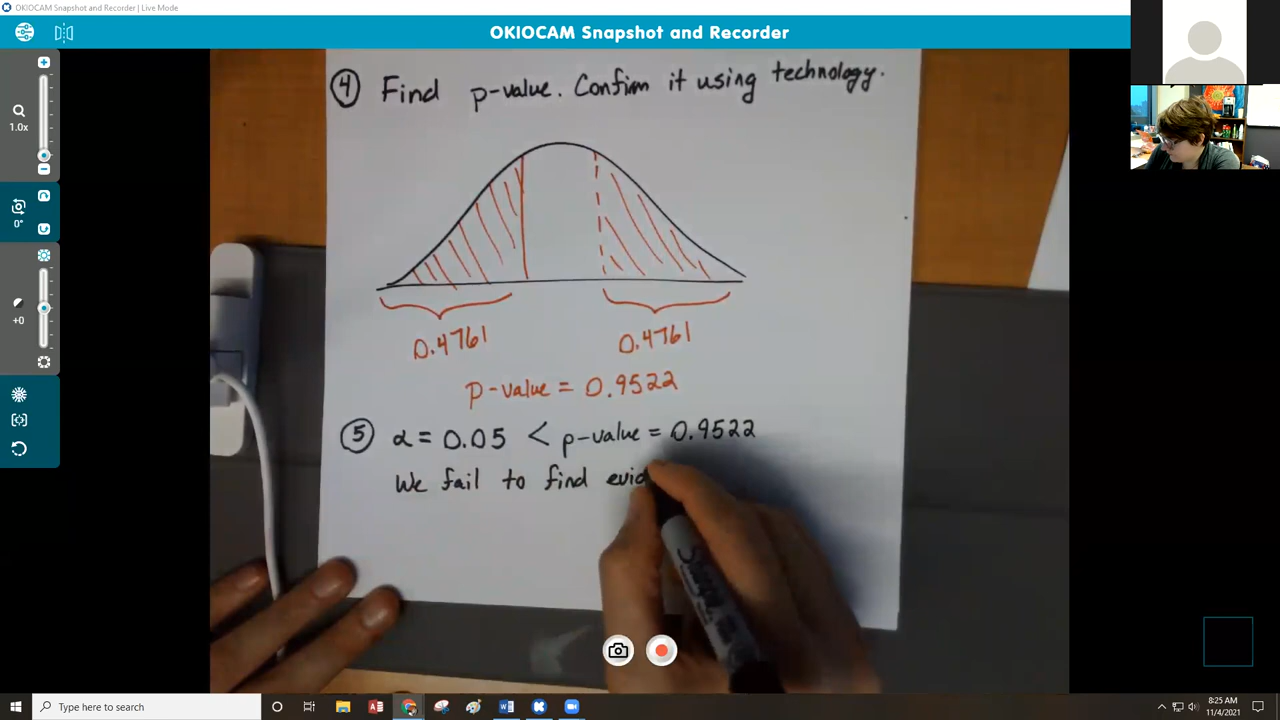 OKIOCAM Snapshot and Recorder | Live Mode
OKIOCAM Snapshot and Recorder
1.0x
0°
+0
4 Find p-value. Confirm it using technology.
0.4761 0.4761
p-value = 0.9522
5 α = 0.05 < p-value = 0.9522
We fail to find evid
Type here to search
8:25 AM
11/4/2021